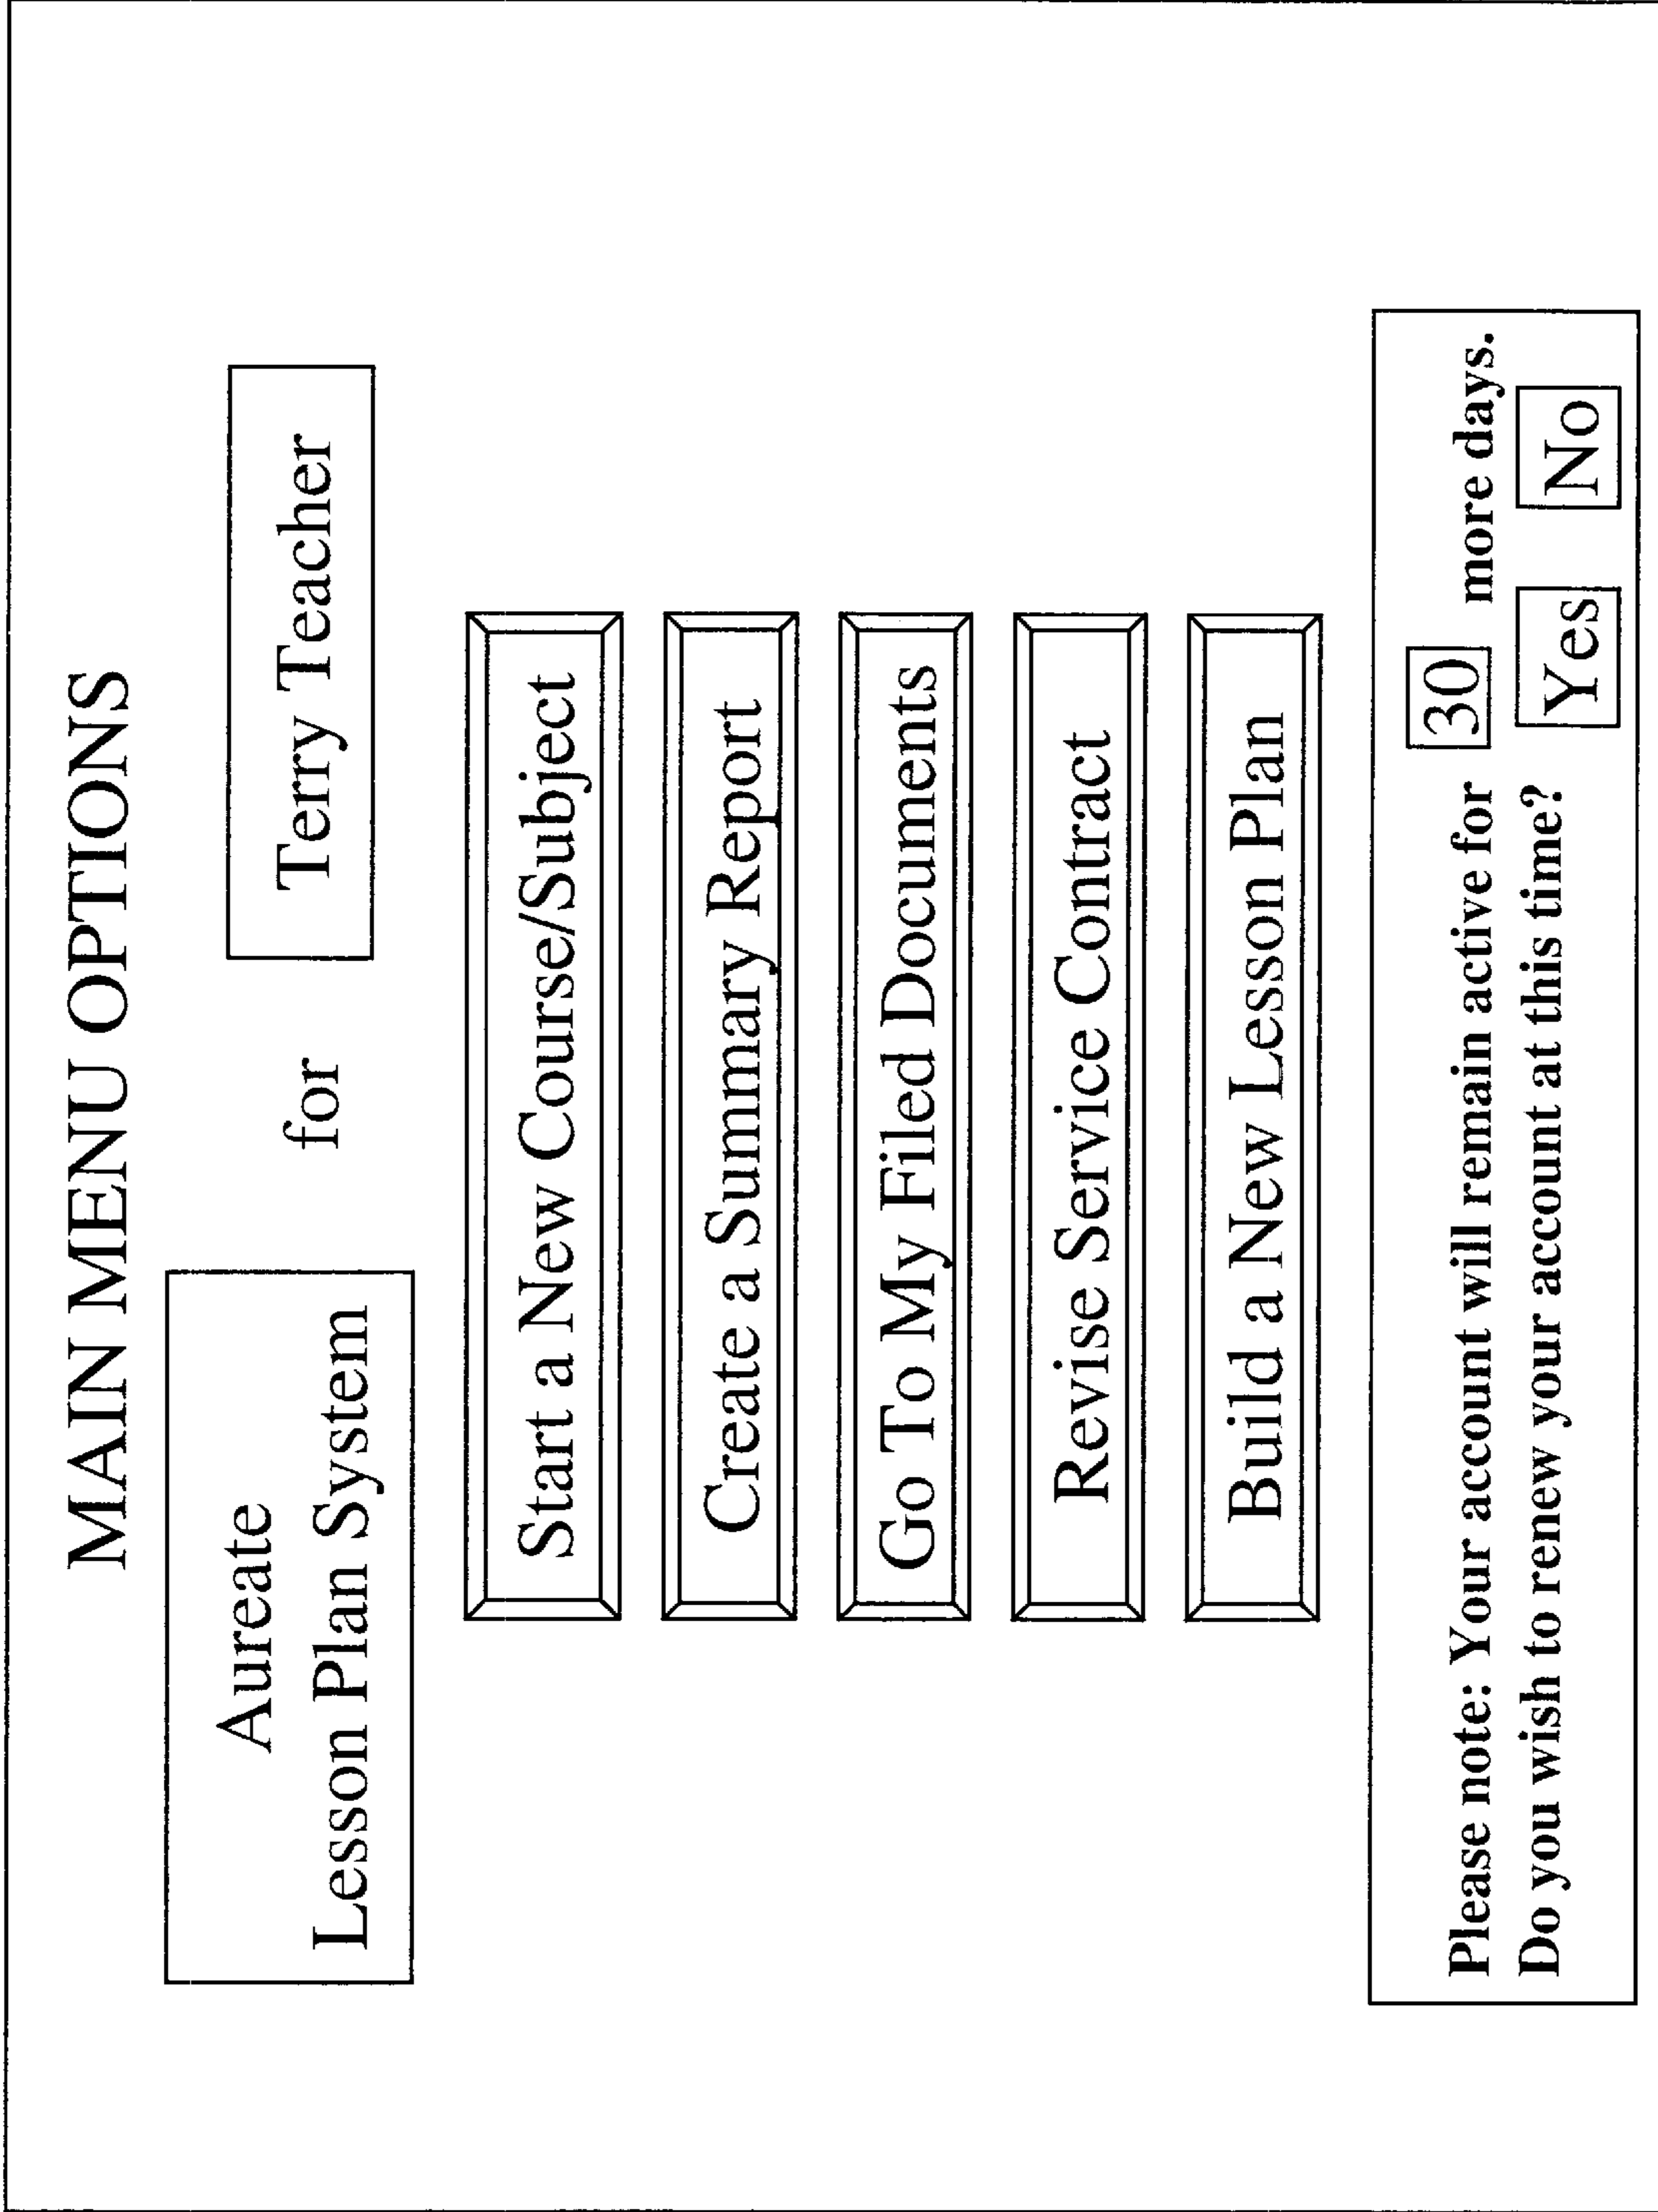 MAIN MENU OPTIONS
Aureate
Lesson Plan System
for
Terry Teacher
Start a New Course/Subject
Create a Summary Report
Go To My Filed Documents
Revise Service Contract
Build a New Lesson Plan
Please note: Your account will remain active for 30 more days.
Do you wish to renew your account at this time? Yes No